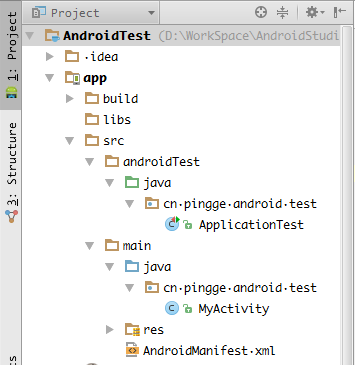 Project
AndroidTest (D:\WorkSpace\AndroidStudi
.idea
app
build
libs
src
androidTest
java
cn.pingge.android.test
ApplicationTest
main
java
cn.pingge.android.test
MyActivity
res
AndroidManifest.xml
1: Project
3: Structure